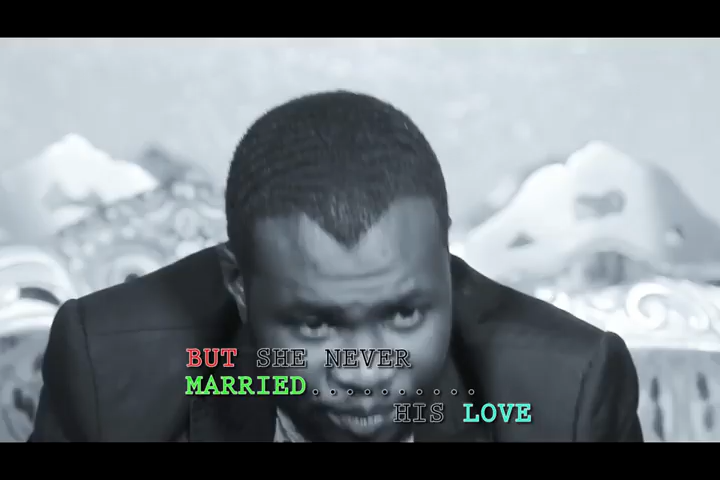 BUT SHE NEVER
MARRIED..........
HIS LOVE